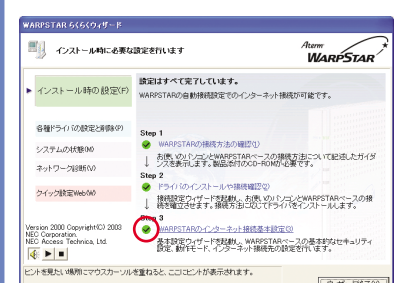 WARPSTAR らくらくウィザード
インストール時に必要な設定を行います
Aterm
WARPSTAR
インストール時の設定(F)
各種ドライバの設定と削除(P)
システムの状態(M)
ネットワーク診断(V)
クイック設定Web(W)
Version 2000 Copyright(C) 2003
NEC Corporation.
NEC Access Technica, Ltd.
設定はすべて完了しています。
WARPSTARの自動接続設定でのインターネット接続が可能です。
Step 1
WARPSTARの接続方法の確認(1)
お使いのパソコンとWARPSTARベースの接続方法について記述したガイダ
ンスを表示します。製品添付のCD-ROMが必要です。
Step 2
ドライバのインストールや接続確認(2)
接続設定ウィザードを起動し、お使いのパソコンとWARPSTARベースの接
続を確立させます。接続方法に応じてドライバをインストールします。
Step 3
WARPSTARのインターネット接続基本設定(3)
基本設定ウィザードを起動し、WARPSTARベースの基本的なセキュリティ
設定、動作モード、インターネット接続先の設定を行います。
ヒントを見たい場所にマウスカーソルを重ねると、ここにヒントが表示されます。